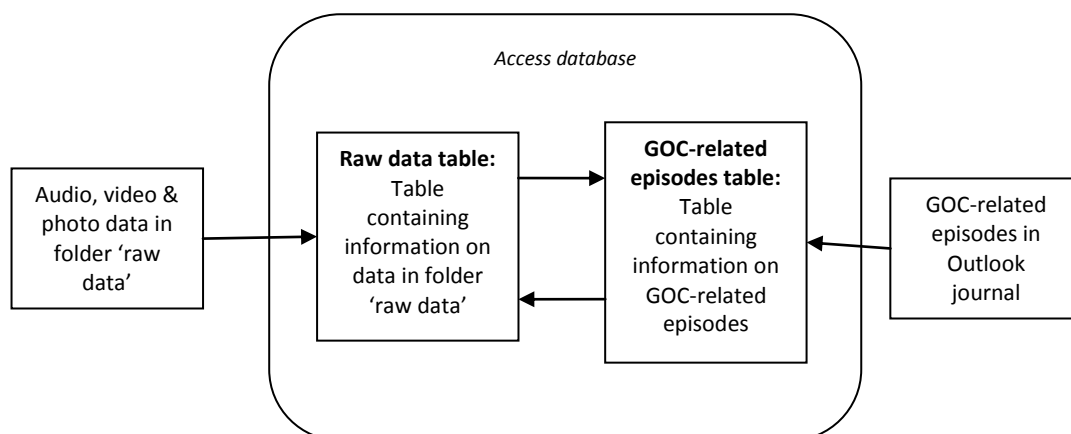 Access database
Audio, video &
photo data in
folder ‘raw
data’
Raw data table:
Table
containing
information on
data in folder
‘raw data’
GOC-related
episodes table:
Table
containing
information on
GOC-related
episodes
GOC-related
episodes in
Outlook
journal